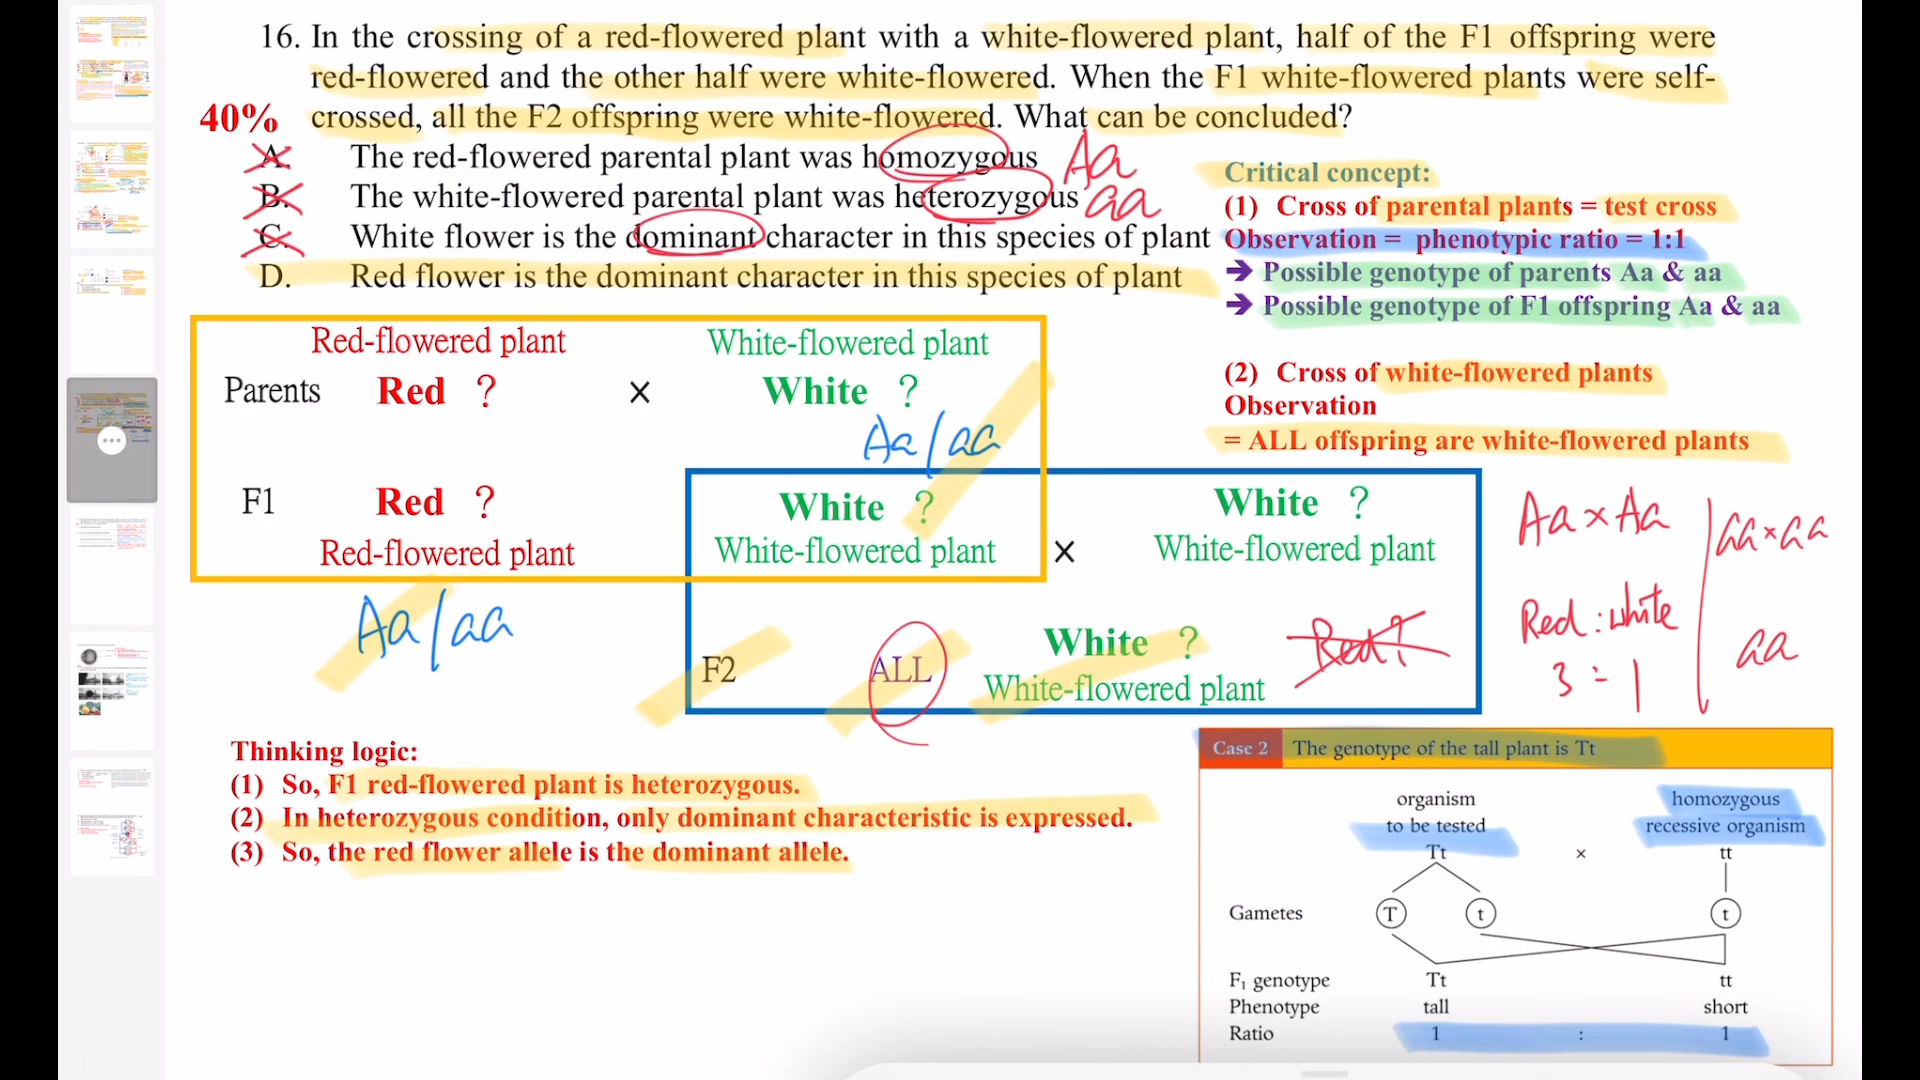 16. In the crossing of a red-flowered plant with a white-flowered plant, half of the F1 offspring were
red-flowered and the other half were white-flowered. When the F1 white-flowered plants were self-
40% crossed, all the F2 offspring were white-flowered. What can be concluded?
A. The red-flowered parental plant was homozygous Aa
B. The white-flowered parental plant was heterozygous aa
C. White flower is the dominant character in this species of plant
D. Red flower is the dominant character in this species of plant
Critical concept:
(1) Cross of parental plants = test cross
Observation = phenotypic ratio = 1:1
➔ Possible genotype of parents Aa & aa
➔ Possible genotype of F1 offspring Aa & aa
(2) Cross of white-flowered plants
Observation
= ALL offspring are white-flowered plants
Red-flowered plant White-flowered plant
Parents Red ? × White ?
Aa/aa
F1 Red ? White ? White ?
Red-flowered plant White-flowered plant × White-flowered plant
Aa/aa
F2 ALL White ? Red?
White-flowered plant
Aa×Aa aa×aa
Red:white
3:1 aa
Thinking logic:
(1) So, F1 red-flowered plant is heterozygous.
(2) In heterozygous condition, only dominant characteristic is expressed.
(3) So, the red flower allele is the dominant allele.
Case 2 The genotype of the tall plant is Tt
organism homozygous
to be tested recessive organism
Tt × tt
Gametes T t t
F₁ genotype Tt tt
Phenotype tall short
Ratio 1 : 1